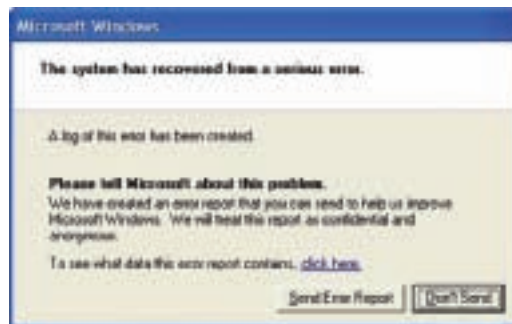 Microsoft Windows
The system has recovered from a serious error.
A log of this error has been created.
Please tell Microsoft about this problem.
We have created an error report that you can send to help us improve
Microsoft Windows. We will treat this report as confidential and
anonymous.
To see what data this error report contains, click here.
Send Error Report
Don't Send